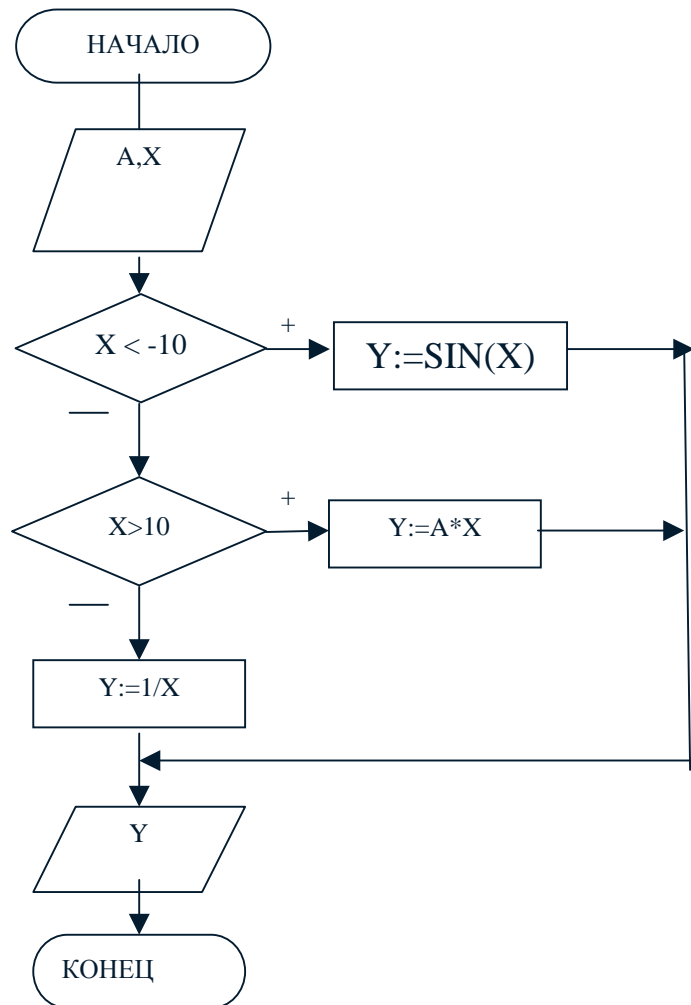 НАЧАЛО
A,X
X < -10
+
Y:=SIN(X)
—
X>10
+
Y:=A*X
—
Y:=1/X
Y
КОНЕЦ